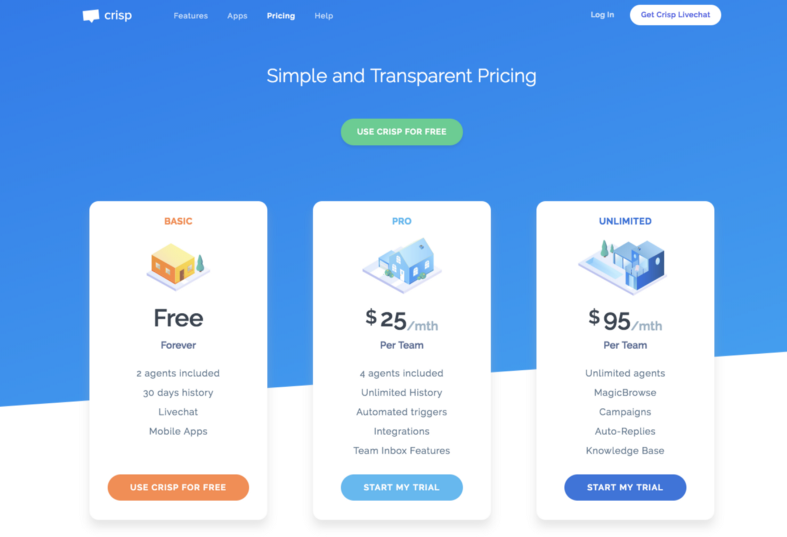 crisp
Features Apps Pricing Help
Log In
Get Crisp Livechat
Simple and Transparent Pricing
USE CRISP FOR FREE
BASIC
Free
Forever
2 agents included
30 days history
Livechat
Mobile Apps
USE CRISP FOR FREE
PRO
$25/mth
Per Team
4 agents included
Unlimited History
Automated triggers
Integrations
Team Inbox Features
START MY TRIAL
UNLIMITED
$95/mth
Per Team
Unlimited agents
MagicBrowse
Campaigns
Auto-Replies
Knowledge Base
START MY TRIAL